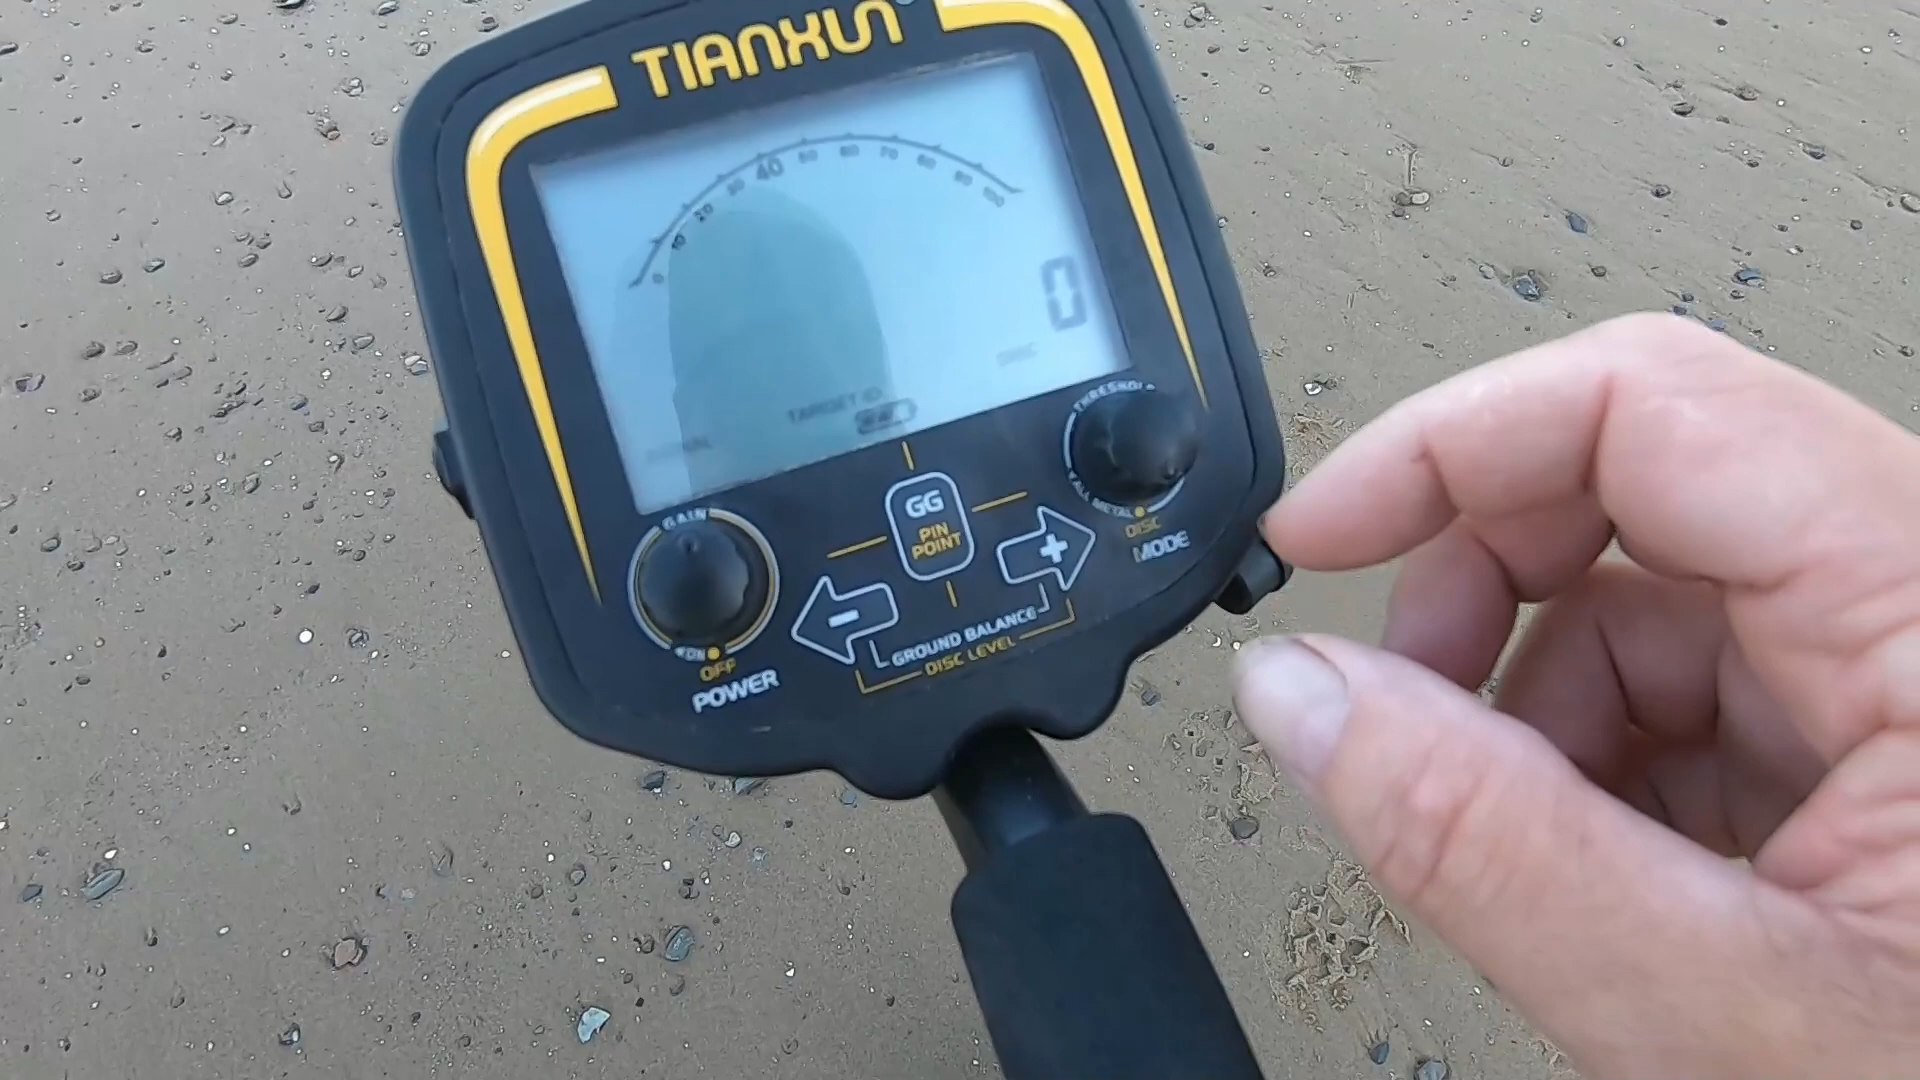 TIANXUN
0 10 20 30 40 50 60 70 80 90 100
0
DISC
TARGET ID
THRESHOLD
ALL METAL
DISC
MODE
GG
PIN
POINT
+
-
GAIN
ON
OFF
POWER
GROUND BALANCE
DISC LEVEL